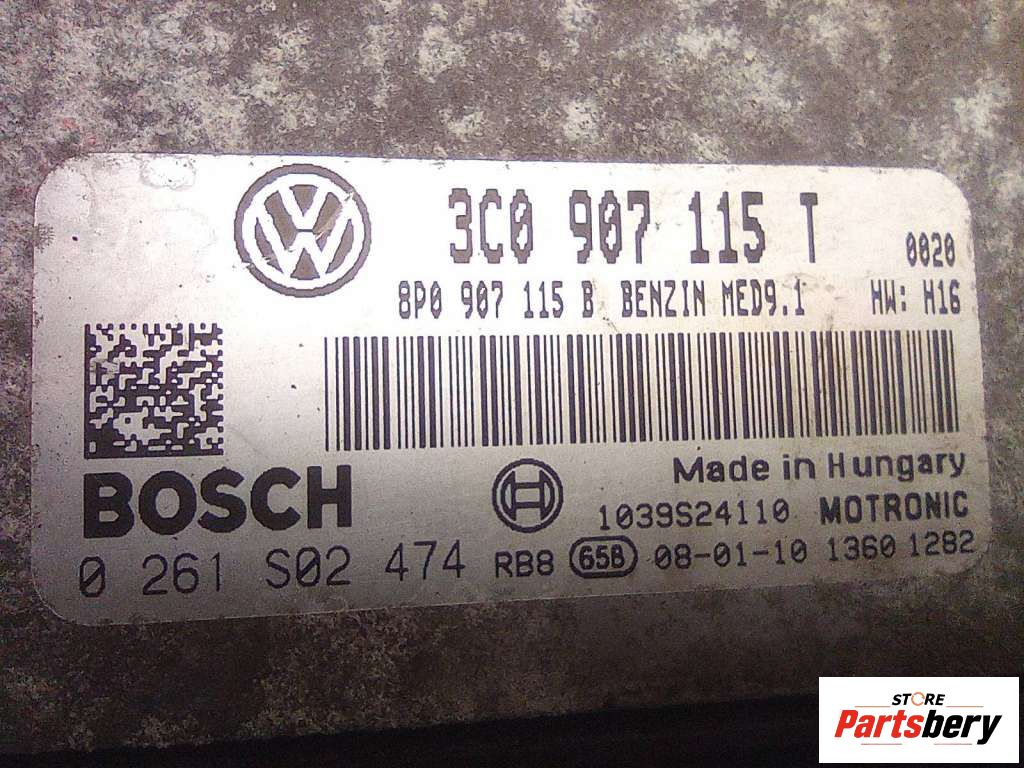 3C0 907 115 T 0020
8P0 907 115 B BENZIN MED9.1 HW: H16
Made in Hungary
BOSCH 1039S24110 MOTRONIC
0 261 S02 474 RB8 65B 08-01-10 1360 1282
STORE
Partsbery